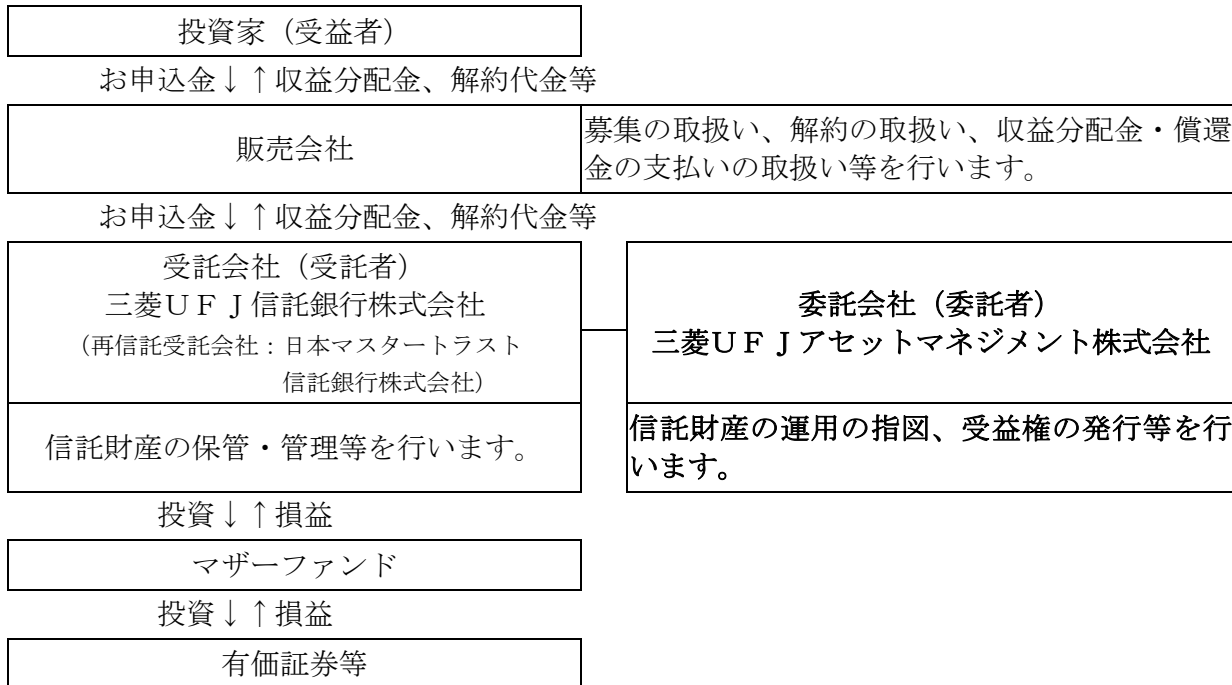 投資家（受益者）
お申込金↓↑収益分配金、解約代金等
販売会社
募集の取扱い、解約の取扱い、収益分配金・償還
金の支払いの取扱い等を行います。
お申込金↓↑収益分配金、解約代金等
受託会社（受託者）
三菱ＵＦＪ信託銀行株式会社
（再信託受託会社：日本マスタートラスト
信託銀行株式会社）
委託会社（委託者）
三菱ＵＦＪアセットマネジメント株式会社
信託財産の保管・管理等を行います。
信託財産の運用の指図、受益権の発行等を行
います。
投資↓↑損益
マザーファンド
投資↓↑損益
有価証券等